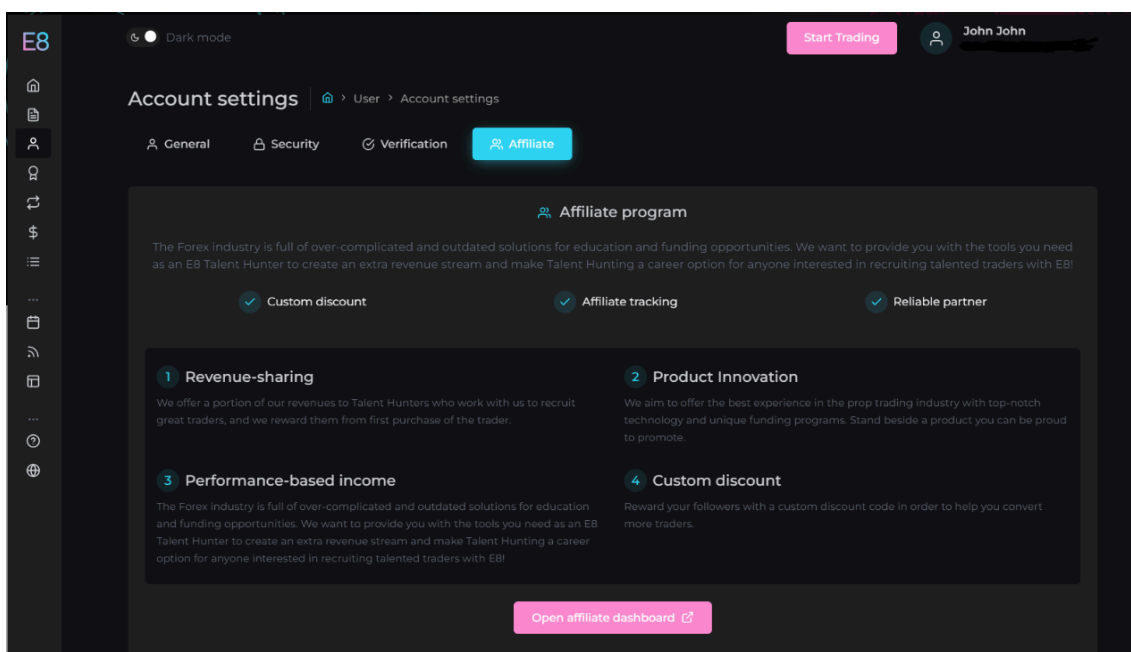 E8
Dark mode
Start Trading
John John
Account settings
User > Account settings
General
Security
Verification
Affiliate
Affiliate program
The Forex industry is full of over-complicated and outdated solutions for education and funding opportunities. We want to provide you with the tools you need
as an E8 Talent Hunter to create an extra revenue stream and make Talent Hunting a career option for anyone interested in recruiting talented traders with E8!
Custom discount
Affiliate tracking
Reliable partner
1 Revenue-sharing
We offer a portion of our revenues to Talent Hunters who work with us to recruit
great traders, and we reward them from first purchase of the trader.
2 Product Innovation
We aim to offer the best experience in the prop trading industry with top-notch
technology and unique funding programs. Stand beside a product you can be proud
to promote.
3 Performance-based income
The Forex industry is full of over-complicated and outdated solutions for education
and funding opportunities. We want to provide you with the tools you need as an E8
Talent Hunter to create an extra revenue stream and make Talent Hunting a career
option for anyone interested in recruiting talented traders with E8!
4 Custom discount
Reward your followers with a custom discount code in order to help you convert
more traders.
Open affiliate dashboard